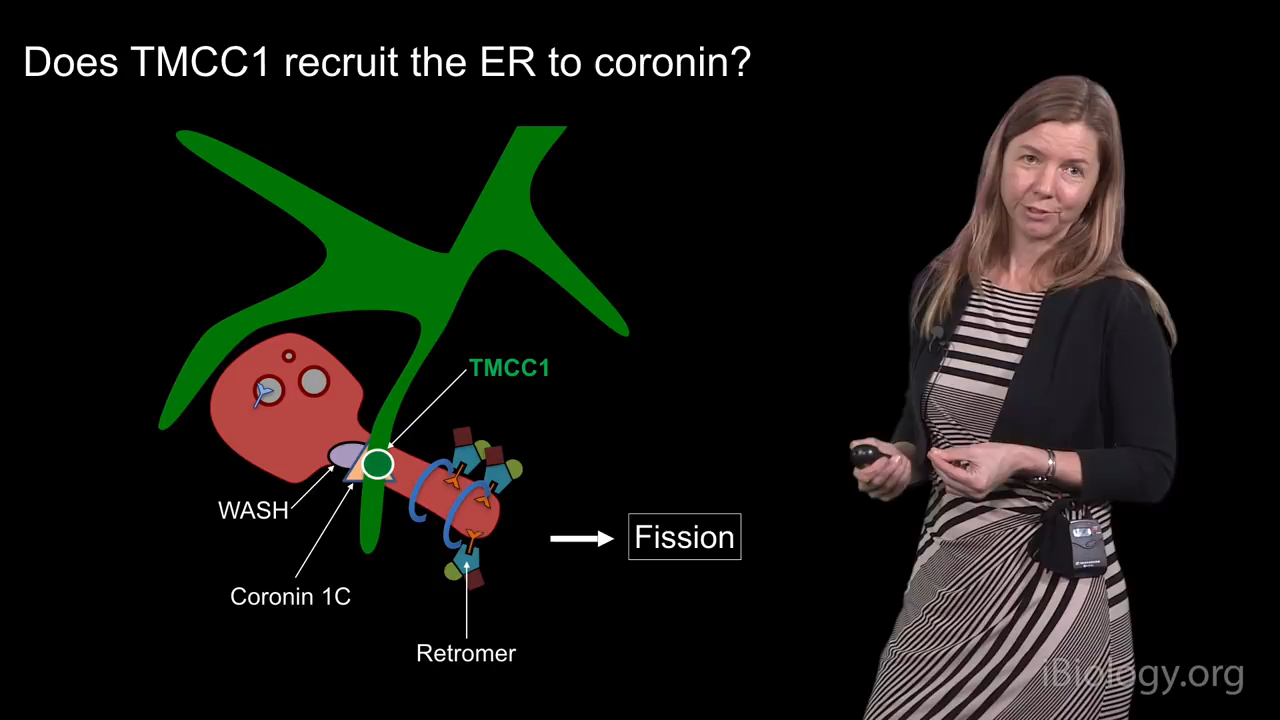 Does TMCC1 recruit the ER to coronin?
TMCC1
WASH
Fission
Coronin 1C
Retromer
iBiology.org